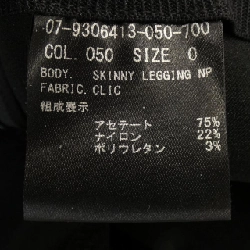 07-9306413-050-700
COL. 050 SIZE 0
BODY. SKINNY LEGGING NP
FABRIC. CLIC
組成表示
アセテート 75%
ナイロン 22%
ポリウレタン 3%